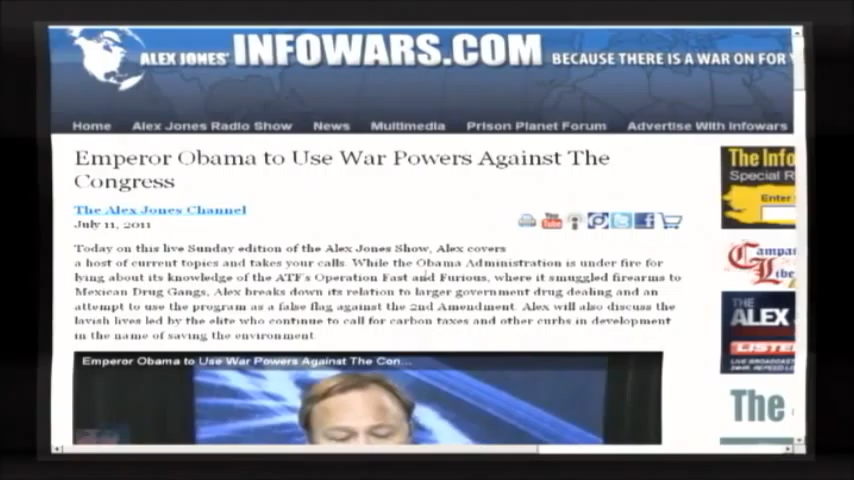 ALEX JONES' INFOWARS.COM BECAUSE THERE IS A WAR ON FOR
Home Alex Jones Radio Show News Multimedia Prison Planet Forum Advertise With Infowars
Emperor Obama to Use War Powers Against The
Congress
The Alex Jones Channel
July 11, 2011
You
Tube
Today on this live Sunday edition of the Alex Jones Show, Alex covers
a host of current topics and takes your calls. While the Obama Administration is under fire for
lying about its knowledge of the ATF's Operation Fast and Furious, where it smuggled firearms to
Mexican Drug Gangs, Alex breaks down its relation to larger government drug dealing and an
attempt to use the program as a false flag against the 2nd Amendment. Alex will also discuss the
lavish lives led by the elite who continue to call for carbon taxes and other curbs in development
in the name of saving the environment.
Emperor Obama to Use War Powers Against The Con...
The Info
Special R
Enter
Campai
Libe
THE
ALEX
LISTE
LIVE BROADCAST
The